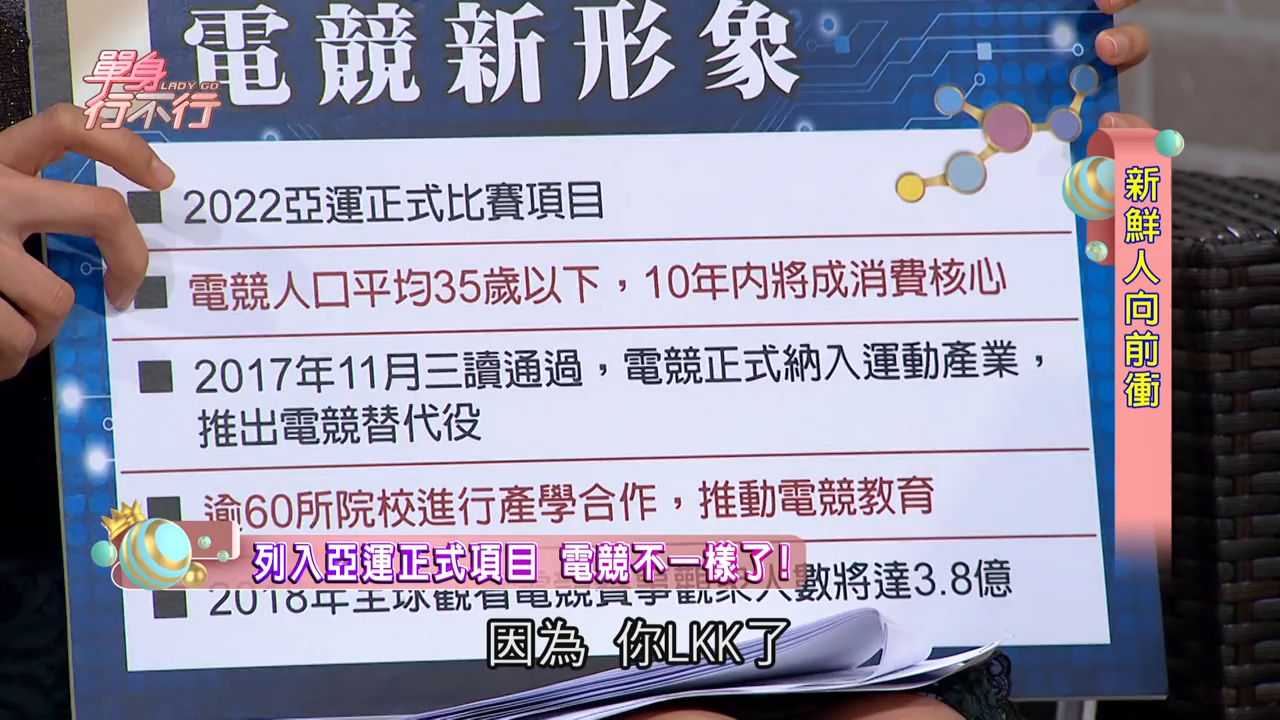 電競新形象
單身行不行
LADY GO
2022亞運正式比賽項目
電競人口平均35歲以下，10年內將成消費核心
2017年11月三讀通過，電競正式納入運動產業，
推出電競替代役
逾60所院校進行產學合作，推動電競教育
2018年全球觀看電競賽事觀眾人數將達3.8億
新鮮人向前衝
列入亞運正式項目 電競不一樣了!
因為 你LKK了